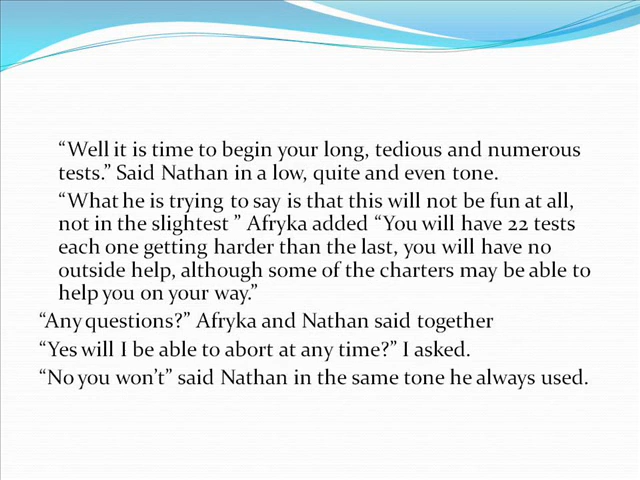 “Well it is time to begin your long, tedious and numerous
tests.” Said Nathan in a low, quite and even tone.
“What he is trying to say is that this will not be fun at all,
not in the slightest ” Afryka added “You will have 22 tests
each one getting harder than the last, you will have no
outside help, although some of the charters may be able to
help you on your way.”
“Any questions?” Afryka and Nathan said together
“Yes will I be able to abort at any time?” I asked.
“No you won’t” said Nathan in the same tone he always used.